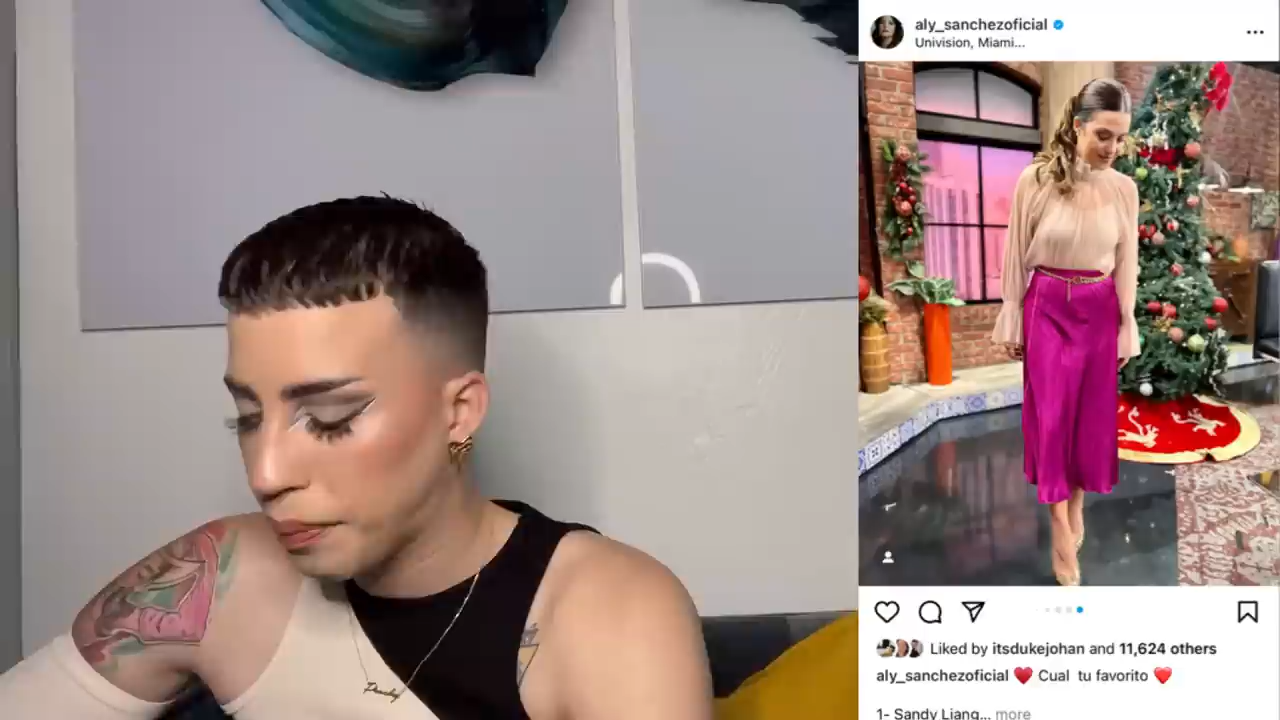 aly_sanchezoficial
Univision, Miami...
Liked by itsdukejohan and 11,624 others
aly_sanchezoficial ♥️ Cual tu favorito ❤️
1- Sandy Liang... more